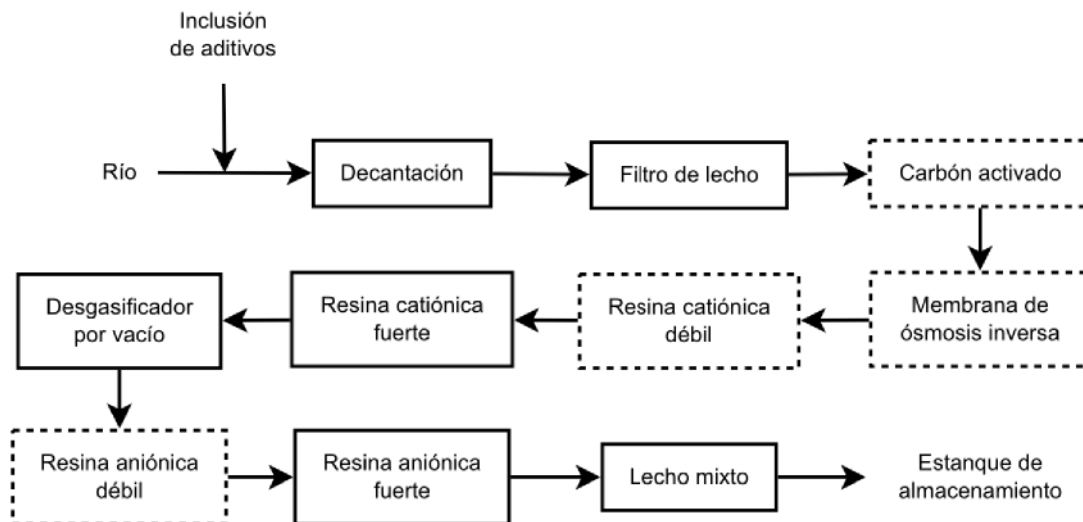 Inclusión
de aditivos
Río
Decantación
Filtro de lecho
Carbón activado
Membrana de
ósmosis inversa
Resina catiónica
débil
Resina catiónica
fuerte
Desgasificador
por vacío
Resina aniónica
débil
Resina aniónica
fuerte
Lecho mixto
Estanque de
almacenamiento